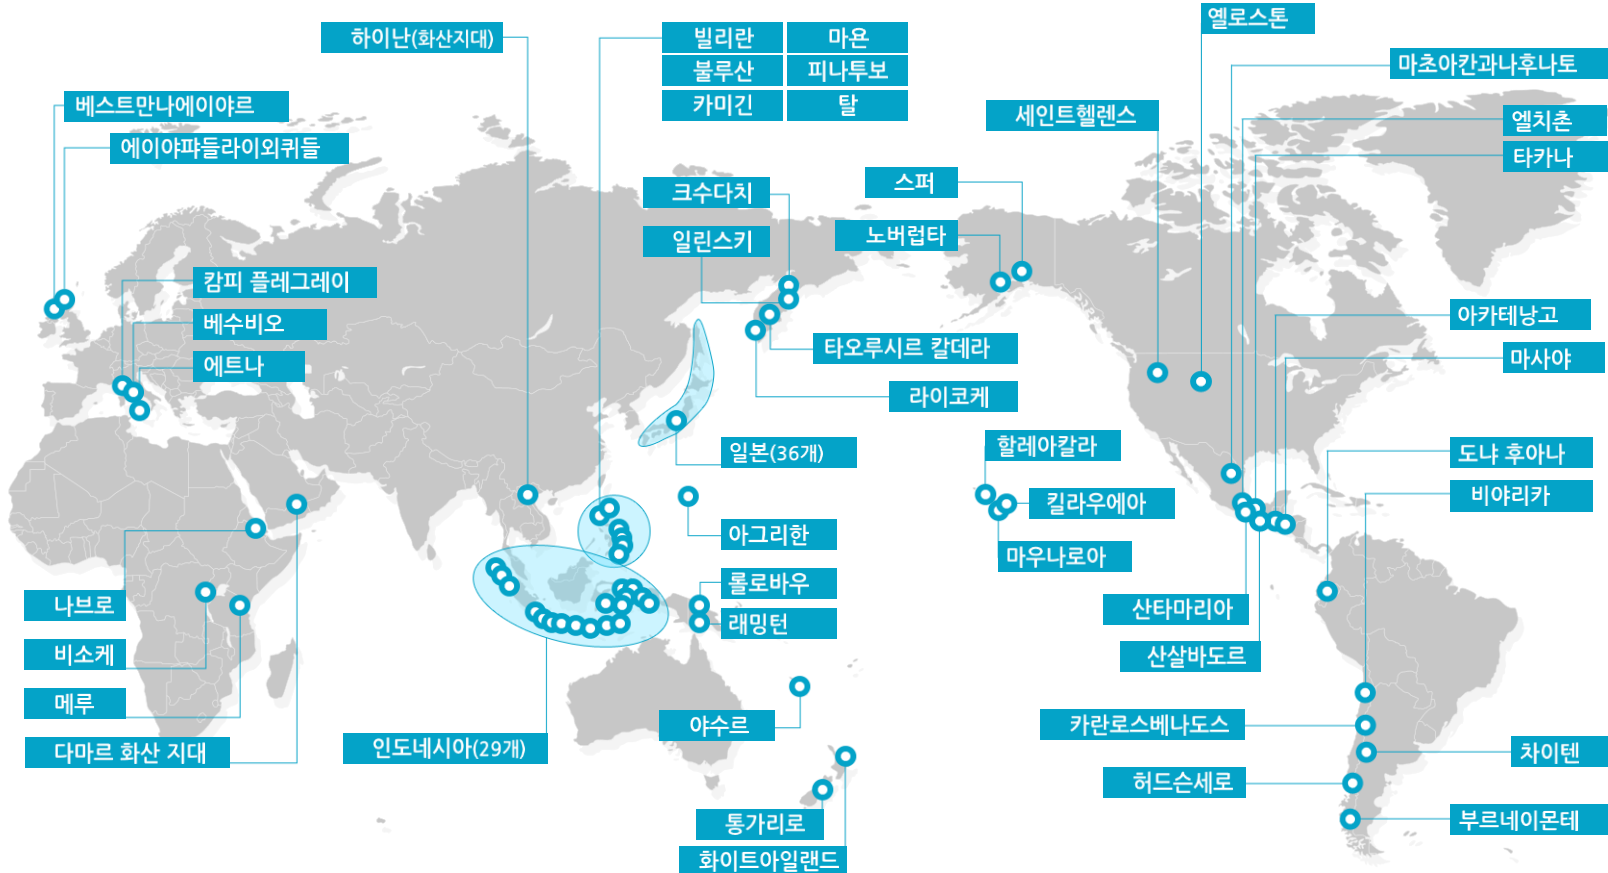 옐로스톤
하이난(화산지대)
빌리란
마욘
불루산
피나투보
카미긴
탈
마초아칸과나후나토
베스트만나에이야르
세인트헬렌스
엘치촌
에이야퍄들라이외퀴들
타카나
스퍼
크수다치
노버럽타
일린스키
캄피 플레그레이
베수비오
아카테낭고
타오루시르 칼데라
마사야
에트나
라이코케
할레아칼라
일본(36개)
도냐 후아나
비야리카
킬라우에아
아그리한
마우나로아
롤로바우
나브로
산타마리아
래밍턴
비소케
산살바도르
메루
야수르
카란로스베나도스
인도네시아(29개)
다마르 화산 지대
차이텐
허드슨세로
통가리로
부르네이몬테
화이트아일랜드